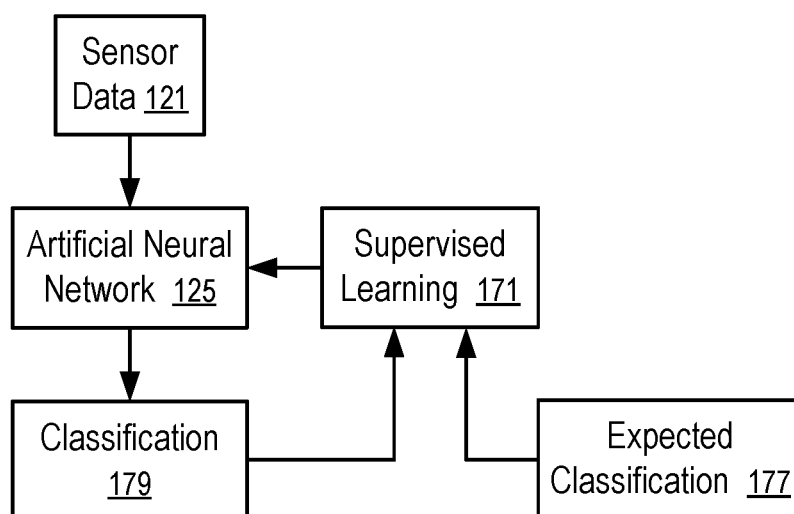 Sensor
Data 121
Artificial Neural
Network 125
Supervised
Learning 171
Classification
179
Expected
Classification 177